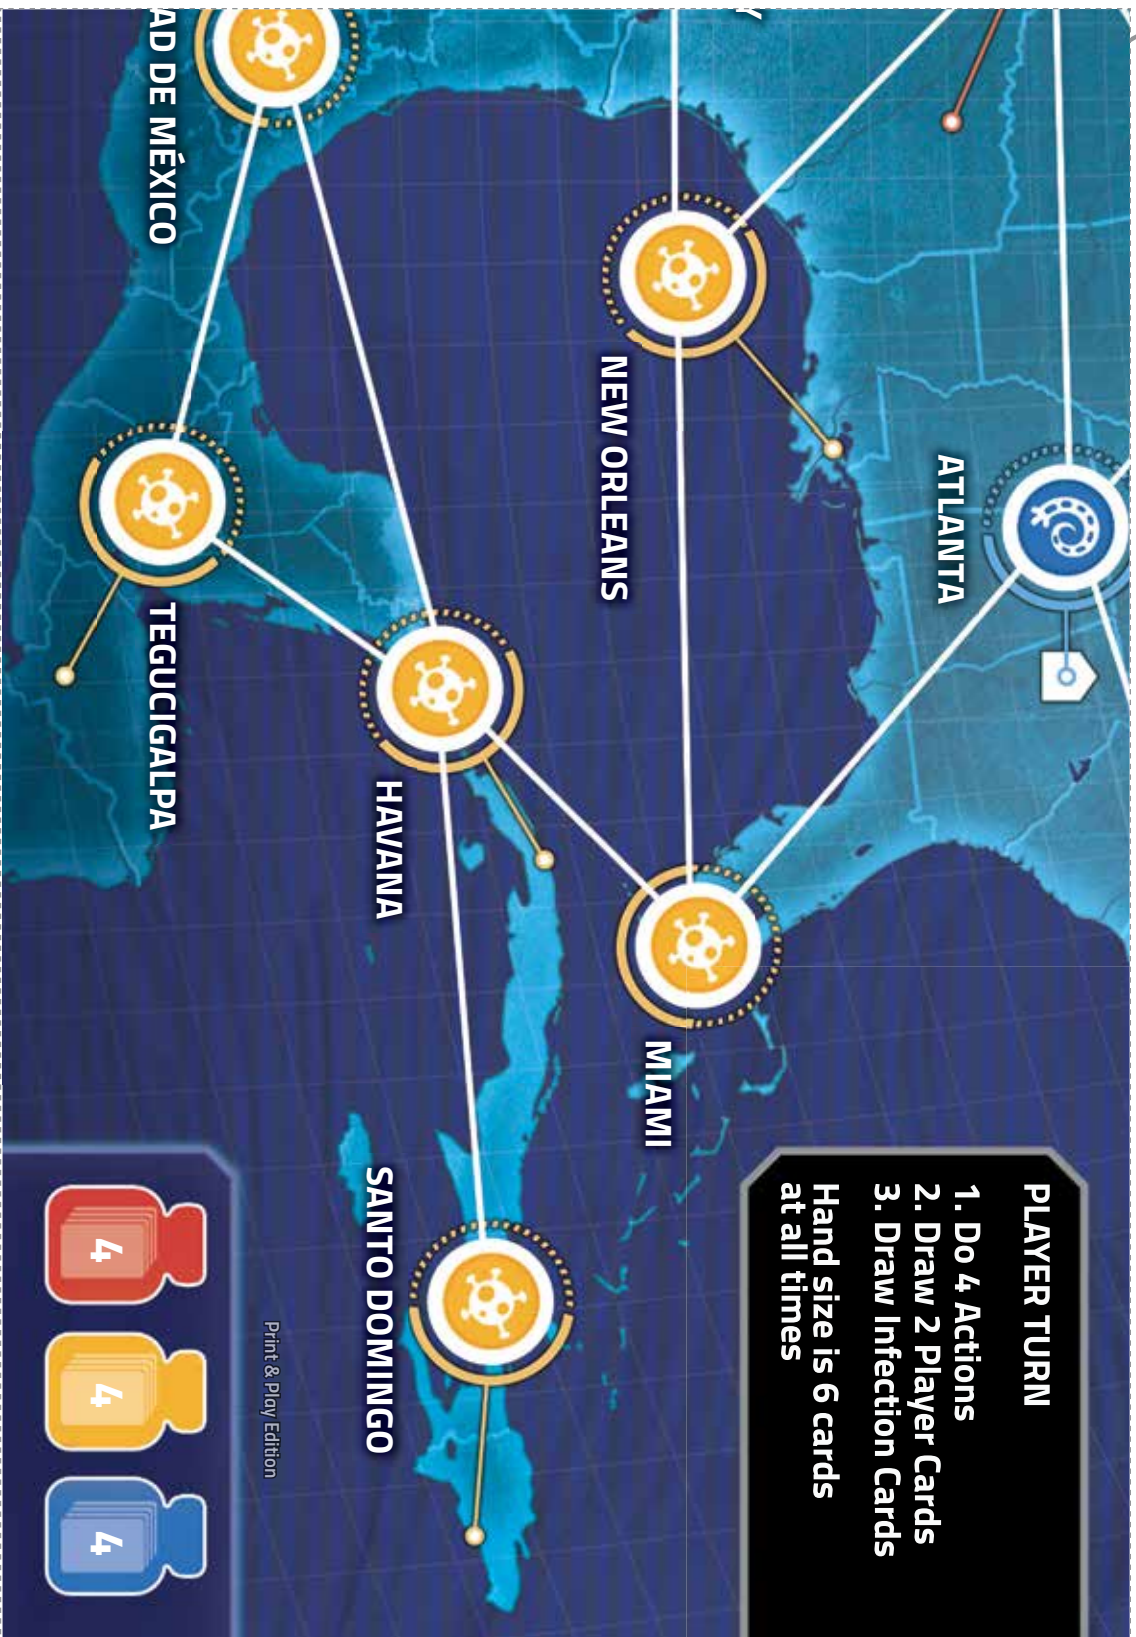 ATLANTA
NEW ORLEANS
AD DE MÉXICO
TEGUCIGALPA
HAVANA
MIAMI
SANTO DOMINGO
PLAYER TURN
1. Do 4 Actions
2. Draw 2 Player Cards
3. Draw Infection Cards
Hand size is 6 cards
at all times
Print & Play Edition
4
4
4